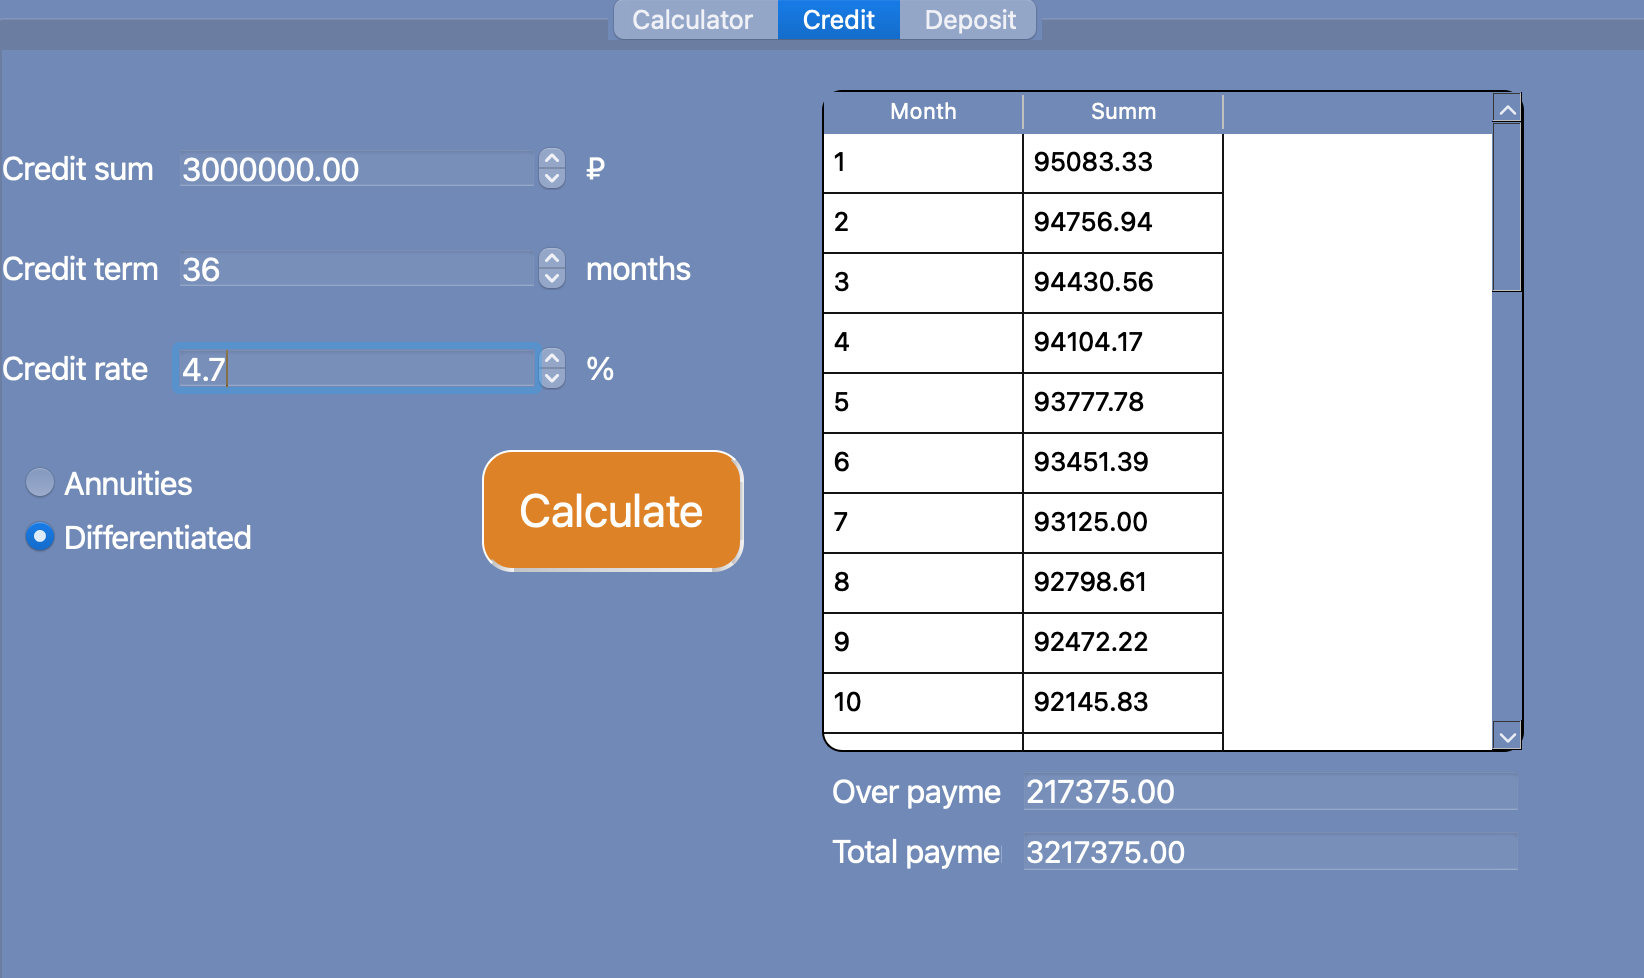 Calculator Credit Deposit
Credit sum 3000000.00 ₽
Credit term 36 months
Credit rate 4.7 %
Annuities
Differentiated
Calculate
Month Summ
1 95083.33
2 94756.94
3 94430.56
4 94104.17
5 93777.78
6 93451.39
7 93125.00
8 92798.61
9 92472.22
10 92145.83
Over payme 217375.00
Total payme 3217375.00